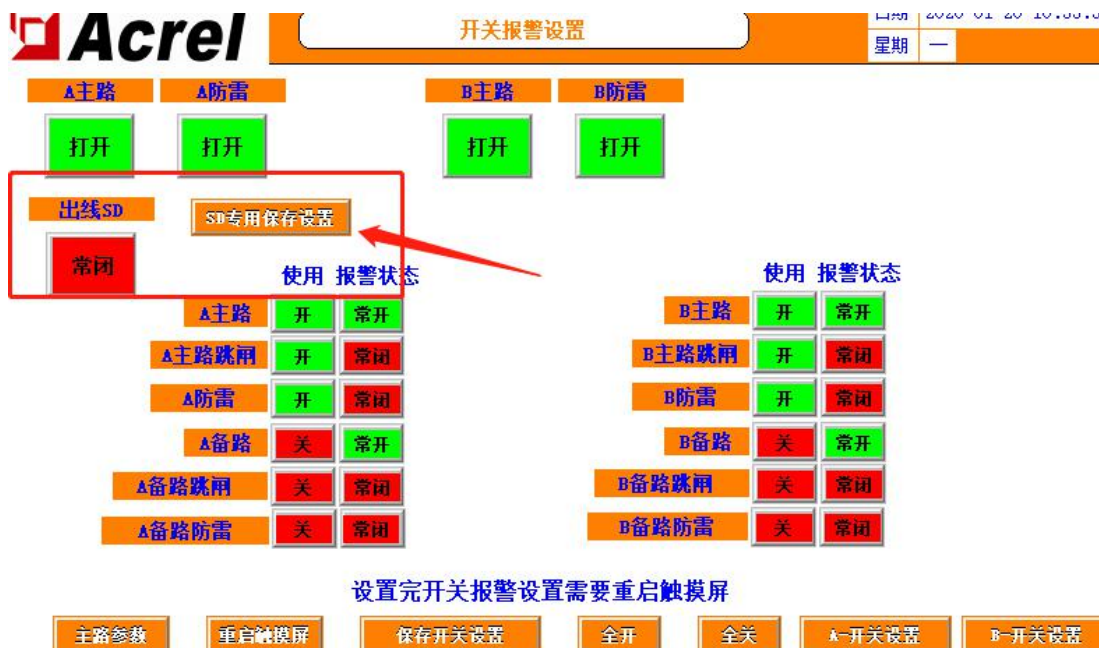 Acrel
开关报警设置
日期
星期 一
A主路 A防雷 B主路 B防雷
打开 打开 打开 打开
出线SD SD专用保存设置
常闭
使用 报警状态 使用 报警状态
A主路 开 常开 B主路 开 常开
A主路跳闸 开 常闭 B主路跳闸 开 常闭
A防雷 开 常闭 B防雷 开 常闭
A备路 关 常开 B备路 关 常开
A备路跳闸 关 常闭 B备路跳闸 关 常闭
A备路防雷 关 常闭 B备路防雷 关 常闭
设置完开关报警设置需要重启触摸屏
主路参数 重启触摸屏 保存开关设置 全开 全关 A-开关设置 B-开关设置